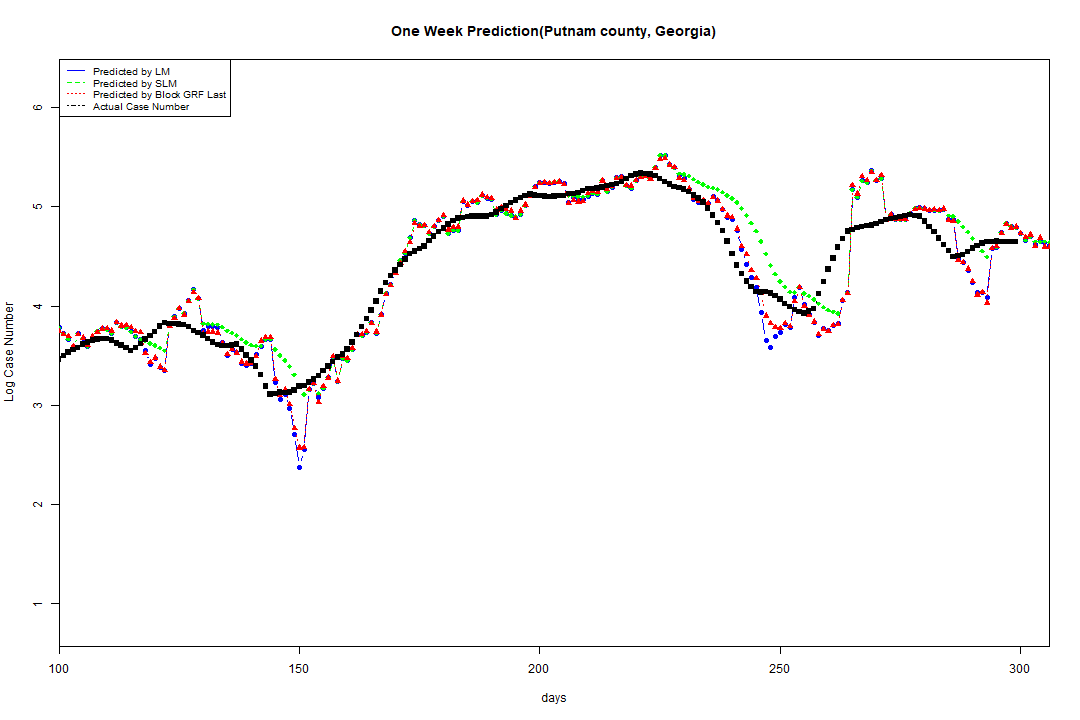 One Week Prediction(Putnam county, Georgia)
Predicted by LM
Predicted by SLM
Predicted by Block GRF Last
Actual Case Number
6
5
4
3
2
1
Log Case Number
100 150 200 250 300
days